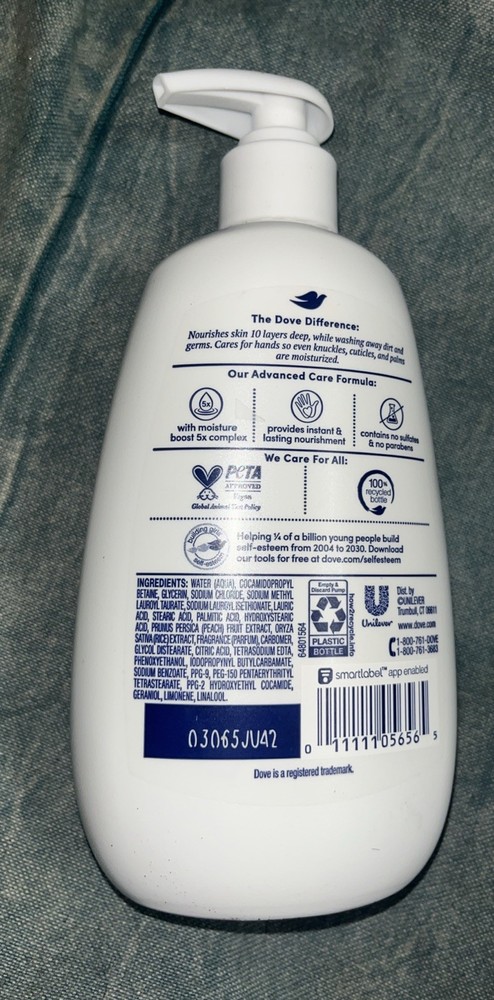 The Dove Difference:
Nourishes skin 10 layers deep, while washing away dirt and
germs. Cares for hands so even knuckles, cuticles, and palms
are moisturized.
Our Advanced Care Formula:
5x
with moisture
boost 5x complex
provides instant &
lasting nourishment
contains no sulfates
& no parabens
We Care For All:
PeTA
APPROVED
Vegan
Global Animal Test Policy
100%
recycled
bottle
building girls'
self-esteem
Helping ¼ of a billion young people build
self-esteem from 2004 to 2030. Download
our tools for free at dove.com/selfesteem
INGREDIENTS: WATER (AQUA), COCAMIDOPROPYL
BETAINE, GLYCERIN, SODIUM CHLORIDE, SODIUM METHYL
LAUROYL TAURATE, SODIUM LAUROYL ISETHIONATE, LAURIC
ACID, STEARIC ACID, PALMITIC ACID, HYDROXYSTEARIC
ACID, PRUNUS PERSICA (PEACH) FRUIT EXTRACT, ORYZA
SATIVA (RICE) EXTRACT, FRAGRANCE (PARFUM), CARBOMER,
GLYCOL DISTEARATE, CITRIC ACID, TETRASODIUM EDTA,
PHENOXYETHANOL, IODOPROPYNYL BUTYLCARBAMATE,
SODIUM BENZOATE, PPG-9, PEG-150 PENTAERYTHRITYL
TETRASTEARATE, PPG-2 HYDROXYETHYL COCAMIDE,
GERANIOL, LIMONENE, LINALOOL.
64801564
Empty &
Discard Pump
PLASTIC
BOTTLE
how2recycle.info
Unilever
Dist. by
©UNILEVER
Trumbull, CT 06611
www.dove.com
1-800-761-DOVE
1-800-761-3683
smartlabel™ app enabled
0 11111 05656 5
03065JU42
Dove is a registered trademark.